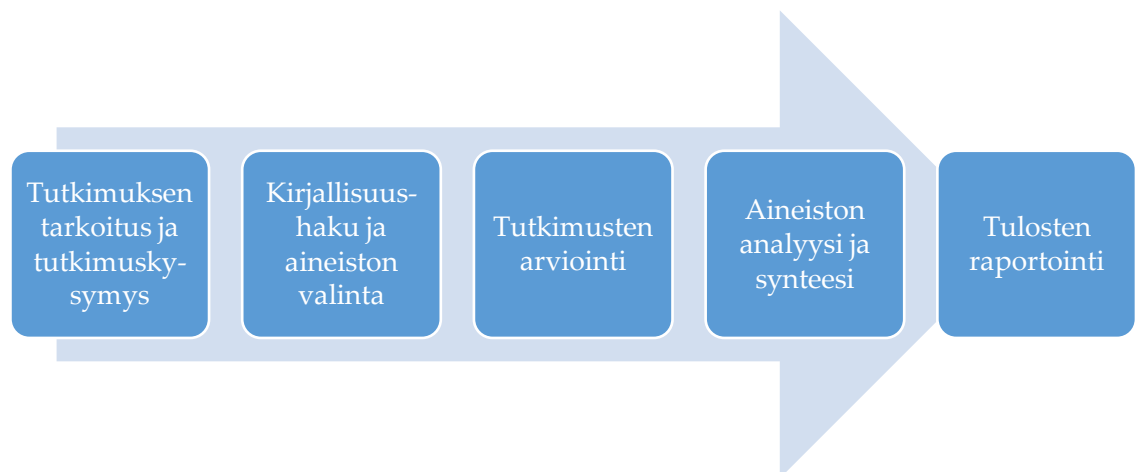 Tutkimuksen
tarkoitus ja
tutkimusky-
symys
Kirjallisuus-
haku ja
aineiston
valinta
Tutkimusten
arviointi
Aineiston
analyysi ja
synteesi
Tulosten
raportointi